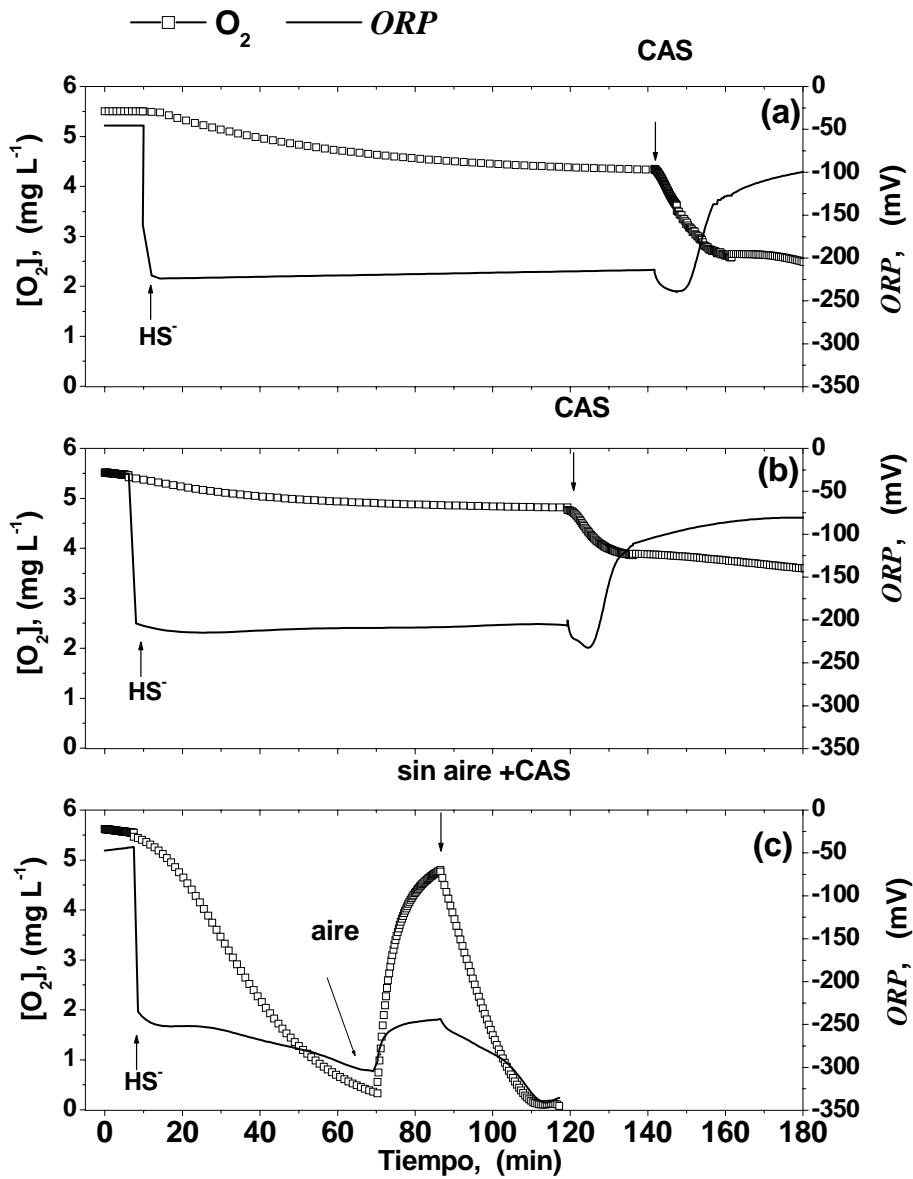 O2 ORP
CAS
(a)
6 0
5 -50
4 -100
3 -150
2 -200
1 -250
0 -300
-350
[O2], (mg L-1)
ORP, (mV)
HS-
CAS
(b)
6 0
5 -50
4 -100
3 -150
2 -200
1 -250
0 -300
-350
[O2], (mg L-1)
ORP, (mV)
HS-
sin aire +CAS
(c)
6 0
5 -50
4 -100
3 -150
2 -200
1 -250
0 -300
-350
[O2], (mg L-1)
ORP, (mV)
aire
HS-
0 20 40 60 80 100 120 140 160 180
Tiempo, (min)